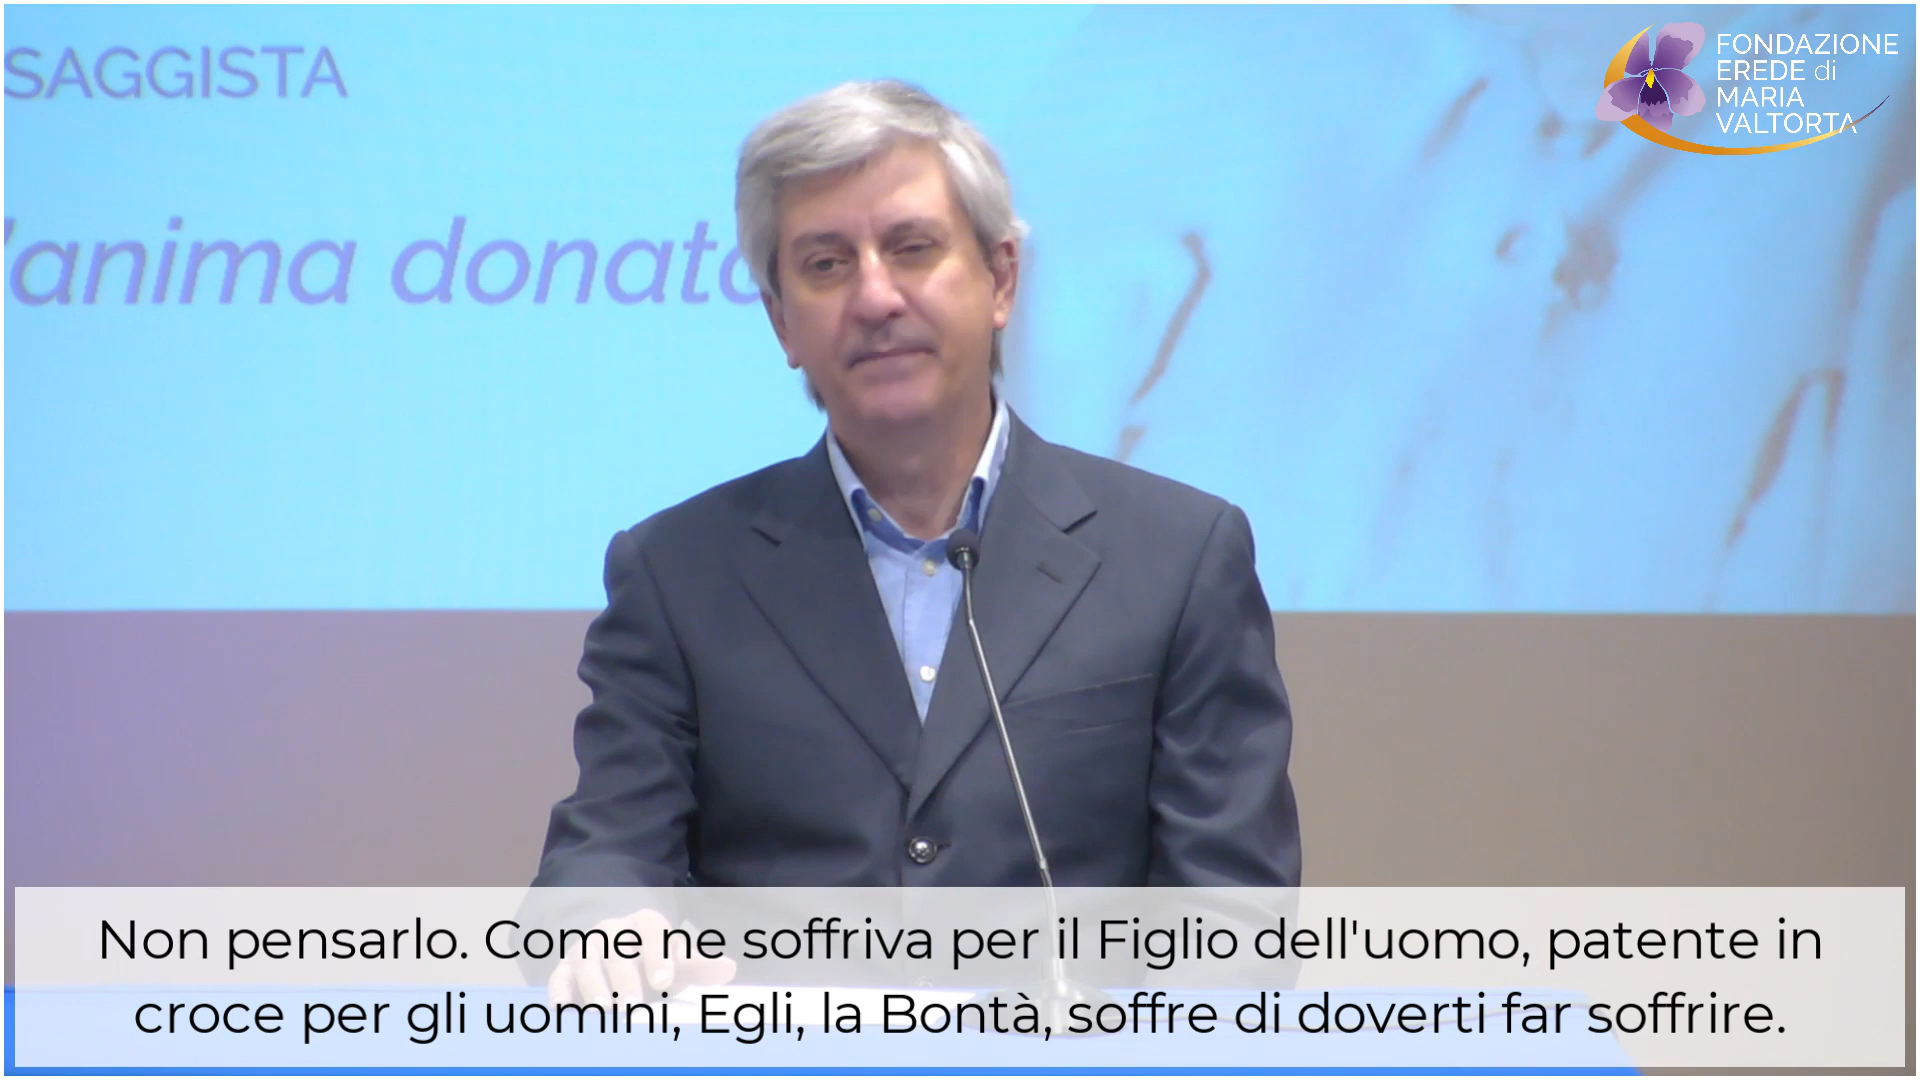 SAGGISTA
l'anima donat
FONDAZIONE
EREDE di
MARIA
VALTORTA
Non pensarlo. Come ne soffriva per il Figlio dell'uomo, patente in
croce per gli uomini, Egli, la Bontà, soffre di doverti far soffrire.